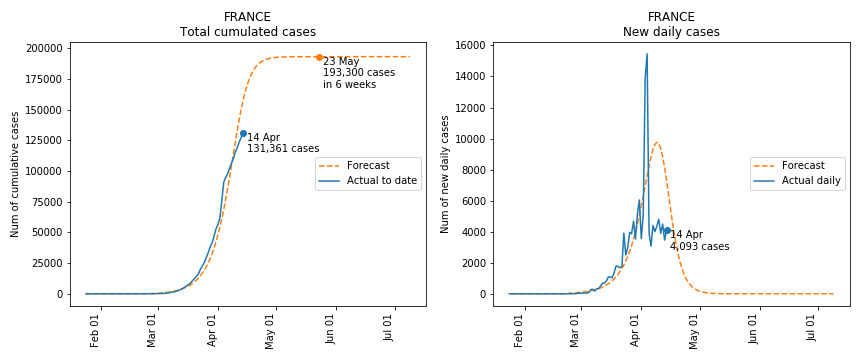 FRANCE
Total cumulated cases
Num of cumulative cases
200000
175000
150000
125000
100000
75000
50000
25000
0
23 May
193,300 cases
in 6 weeks
14 Apr
131,361 cases
Forecast
Actual to date
Feb 01
Mar 01
Apr 01
May 01
Jun 01
Jul 01
FRANCE
New daily cases
Num of new daily cases
16000
14000
12000
10000
8000
6000
4000
2000
0
Forecast
Actual daily
14 Apr
4,093 cases
Feb 01
Mar 01
Apr 01
May 01
Jun 01
Jul 01